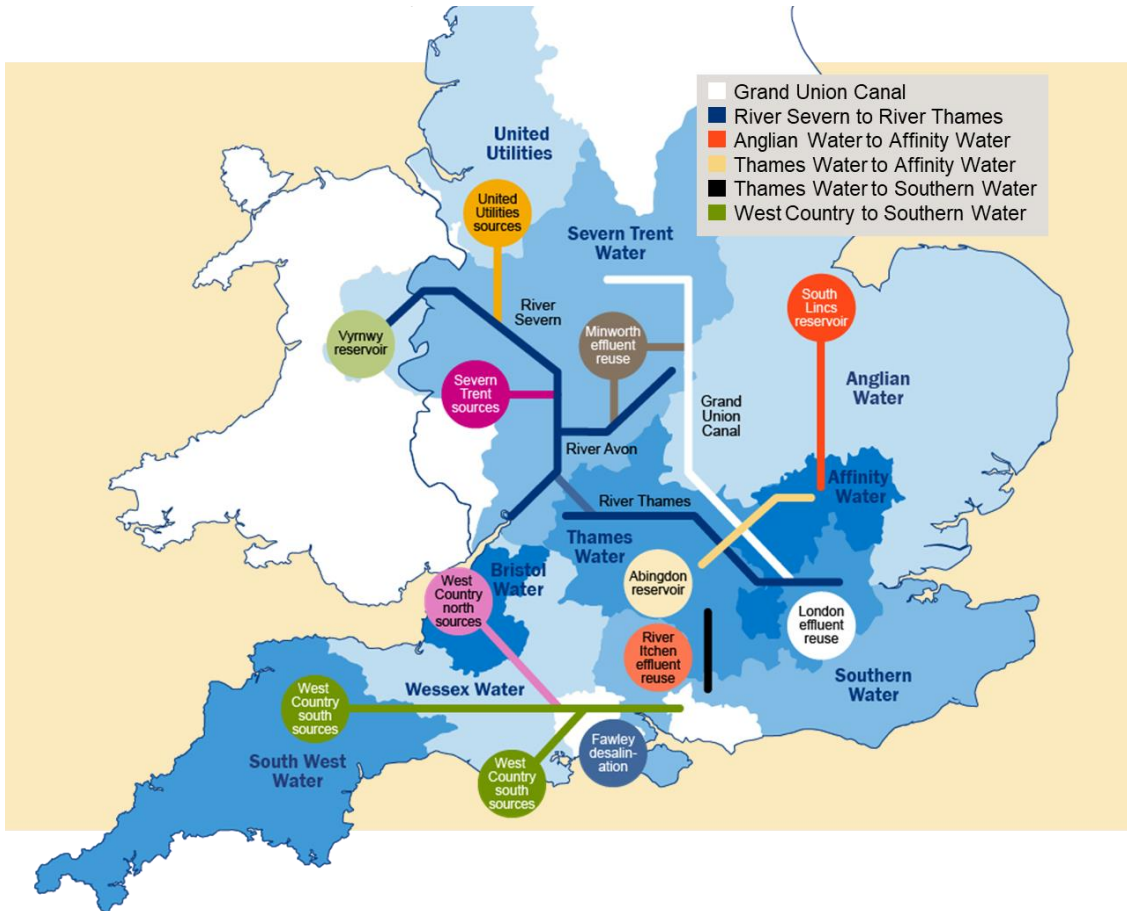 Grand Union Canal
River Severn to River Thames
Anglian Water to Affinity Water
Thames Water to Affinity Water
Thames Water to Southern Water
West Country to Southern Water
United
Utilities
United
Utilities
sources
Severn Trent
Water
River
Severn
South
Lincs
reservoir
Vyrnwy
reservoir
Minworth
effluent
reuse
Severn
Trent
sources
Anglian
Water
Grand
Union
Canal
River Avon
Affinity
Water
River Thames
Thames
Water
Bristol
Water
Abingdon
reservoir
West
Country
north
sources
London
effluent
reuse
River
Itchen
effluent
reuse
Southern
Water
Wessex Water
West
Country
south
sources
South West
Water
Fawley
desalin-
ation
West
Country
south
sources